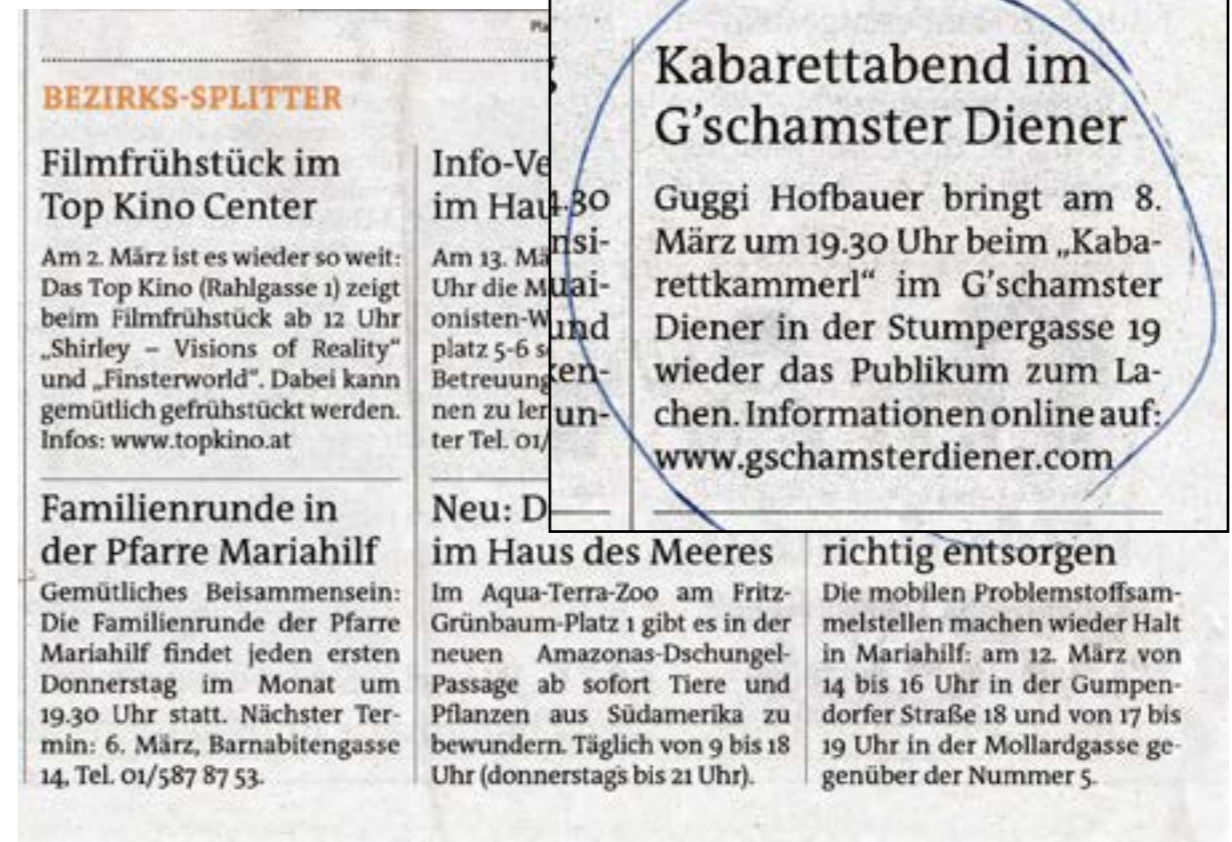 BEZIRKS-SPLITTER
Filmfrühstück im
Top Kino Center
Am 2. März ist es wieder so weit:
Das Top Kino (Rahlgasse 1) zeigt
beim Filmfrühstück ab 12 Uhr
„Shirley – Visions of Reality“
und „Finsterworld“. Dabei kann
gemütlich gefrühstückt werden.
Infos: www.topkino.at
Familienrunde in
der Pfarre Mariahilf
Gemütliches Beisammensein:
Die Familienrunde der Pfarre
Mariahilf findet jeden ersten
Donnerstag im Monat um
19.30 Uhr statt. Nächster Ter-
min: 6. März, Barnabitengasse
14, Tel. 01/587 87 53.
Info-Ve
im Hau
Am 13. Mä
Uhr die M
onisten-W
platz 5-6 s
Betreuung
nen zu ler
ter Tel. 01/
Neu: D
im Haus des Meeres
Im Aqua-Terra-Zoo am Fritz-
Grünbaum-Platz 1 gibt es in der
neuen Amazonas-Dschungel-
Passage ab sofort Tiere und
Pflanzen aus Südamerika zu
bewundern. Täglich von 9 bis 18
Uhr (donnerstags bis 21 Uhr).
.30
nsi-
uai-
und
ken-
un-
Kabarettabend im
G’schamster Diener
Guggi Hofbauer bringt am 8.
März um 19.30 Uhr beim „Kaba-
rettkammerl“ im G’schamster
Diener in der Stumpergasse 19
wieder das Publikum zum La-
chen. Informationen online auf:
www.gschamsterdiener.com
richtig entsorgen
Die mobilen Problemstoffsam-
melstellen machen wieder Halt
in Mariahilf: am 12. März von
14 bis 16 Uhr in der Gumpen-
dorfer Straße 18 und von 17 bis
19 Uhr in der Mollardgasse ge-
genüber der Nummer 5.